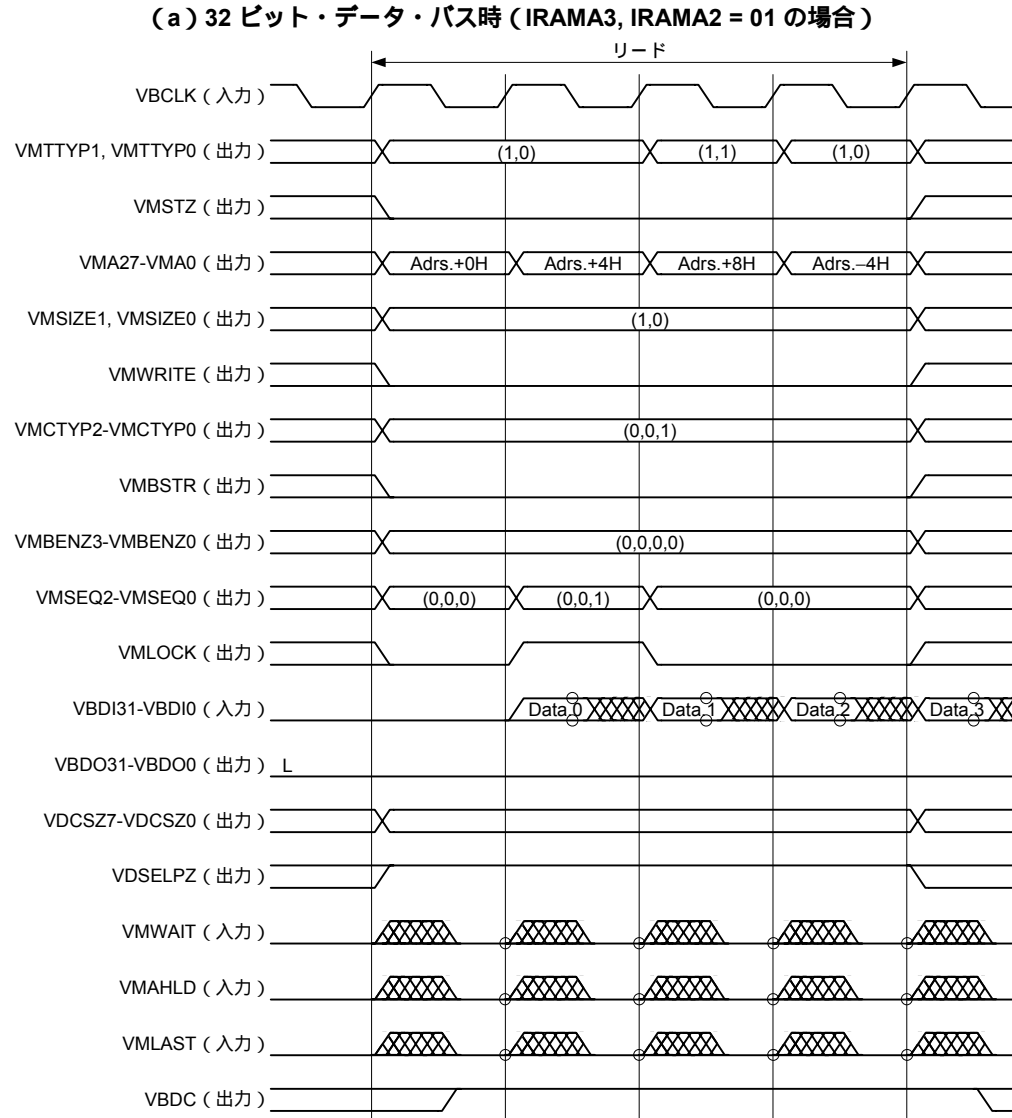 （a）32 ビット・データ・バス時（IRAMA3, IRAMA2 = 01 の場合）
リード
VBCLK（入力）
VMTTYP1, VMTTYP0（出力） (1,0) (1,1) (1,0)
VMSTZ（出力）
VMA27-VMA0（出力） Adrs.+0H Adrs.+4H Adrs.+8H Adrs.−4H
VMSIZE1, VMSIZE0（出力） (1,0)
VMWRITE（出力）
VMCTYP2-VMCTYP0（出力） (0,0,1)
VMBSTR（出力）
VMBENZ3-VMBENZ0（出力） (0,0,0,0)
VMSEQ2-VMSEQ0（出力） (0,0,0) (0,0,1) (0,0,0)
VMLOCK（出力）
VBDI31-VBDI0（入力） Data 0 Data 1 Data 2 Data 3
VBDO31-VBDO0（出力） L
VDCSZ7-VDCSZ0（出力）
VDSELPZ（出力）
VMWAIT（入力）
VMAHLD（入力）
VMLAST（入力）
VBDC（出力）